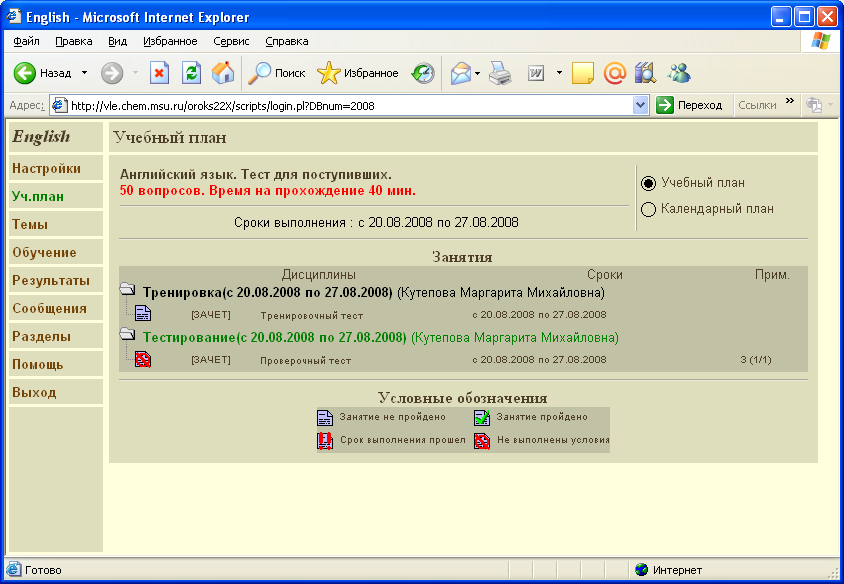 English - Microsoft Internet Explorer
Файл Правка Вид Избранное Сервис Справка
Назад Поиск Избранное
Адрес: http://vle.chem.msu.ru/oroks22X/scripts/login.pl?DBnum=2008 Переход Ссылки »
English
Настройки
Уч.план
Темы
Обучение
Результаты
Сообщения
Разделы
Помощь
Выход
Учебный план
Английский язык. Тест для поступивших.
50 вопросов. Время на прохождение 40 мин.
Сроки выполнения : с 20.08.2008 по 27.08.2008
Учебный план
Календарный план
Занятия
Дисциплины Сроки Прим.
Тренировка(с 20.08.2008 по 27.08.2008) (Кутепова Маргарита Михайловна)
[ЗАЧЕТ] Тренировочный тест с 20.08.2008 по 27.08.2008
Тестирование(с 20.08.2008 по 27.08.2008) (Кутепова Маргарита Михайловна)
[ЗАЧЕТ] Проверочный тест с 20.08.2008 по 27.08.2008 3 (1/1)
Условные обозначения
Занятие не пройдено Занятие пройдено
Срок выполнения прошел Не выполнены условия
Готово Интернет